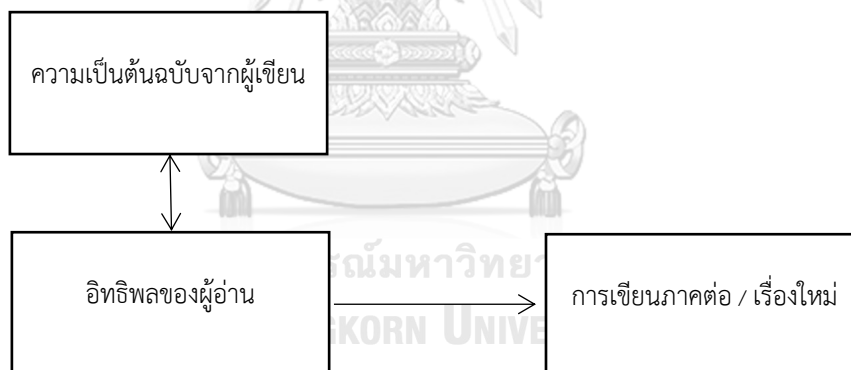 ความเป็นต้นฉบับจากผู้เขียน
อิทธิพลของผู้อ่าน
การเขียนภาคต่อ / เรื่องใหม่